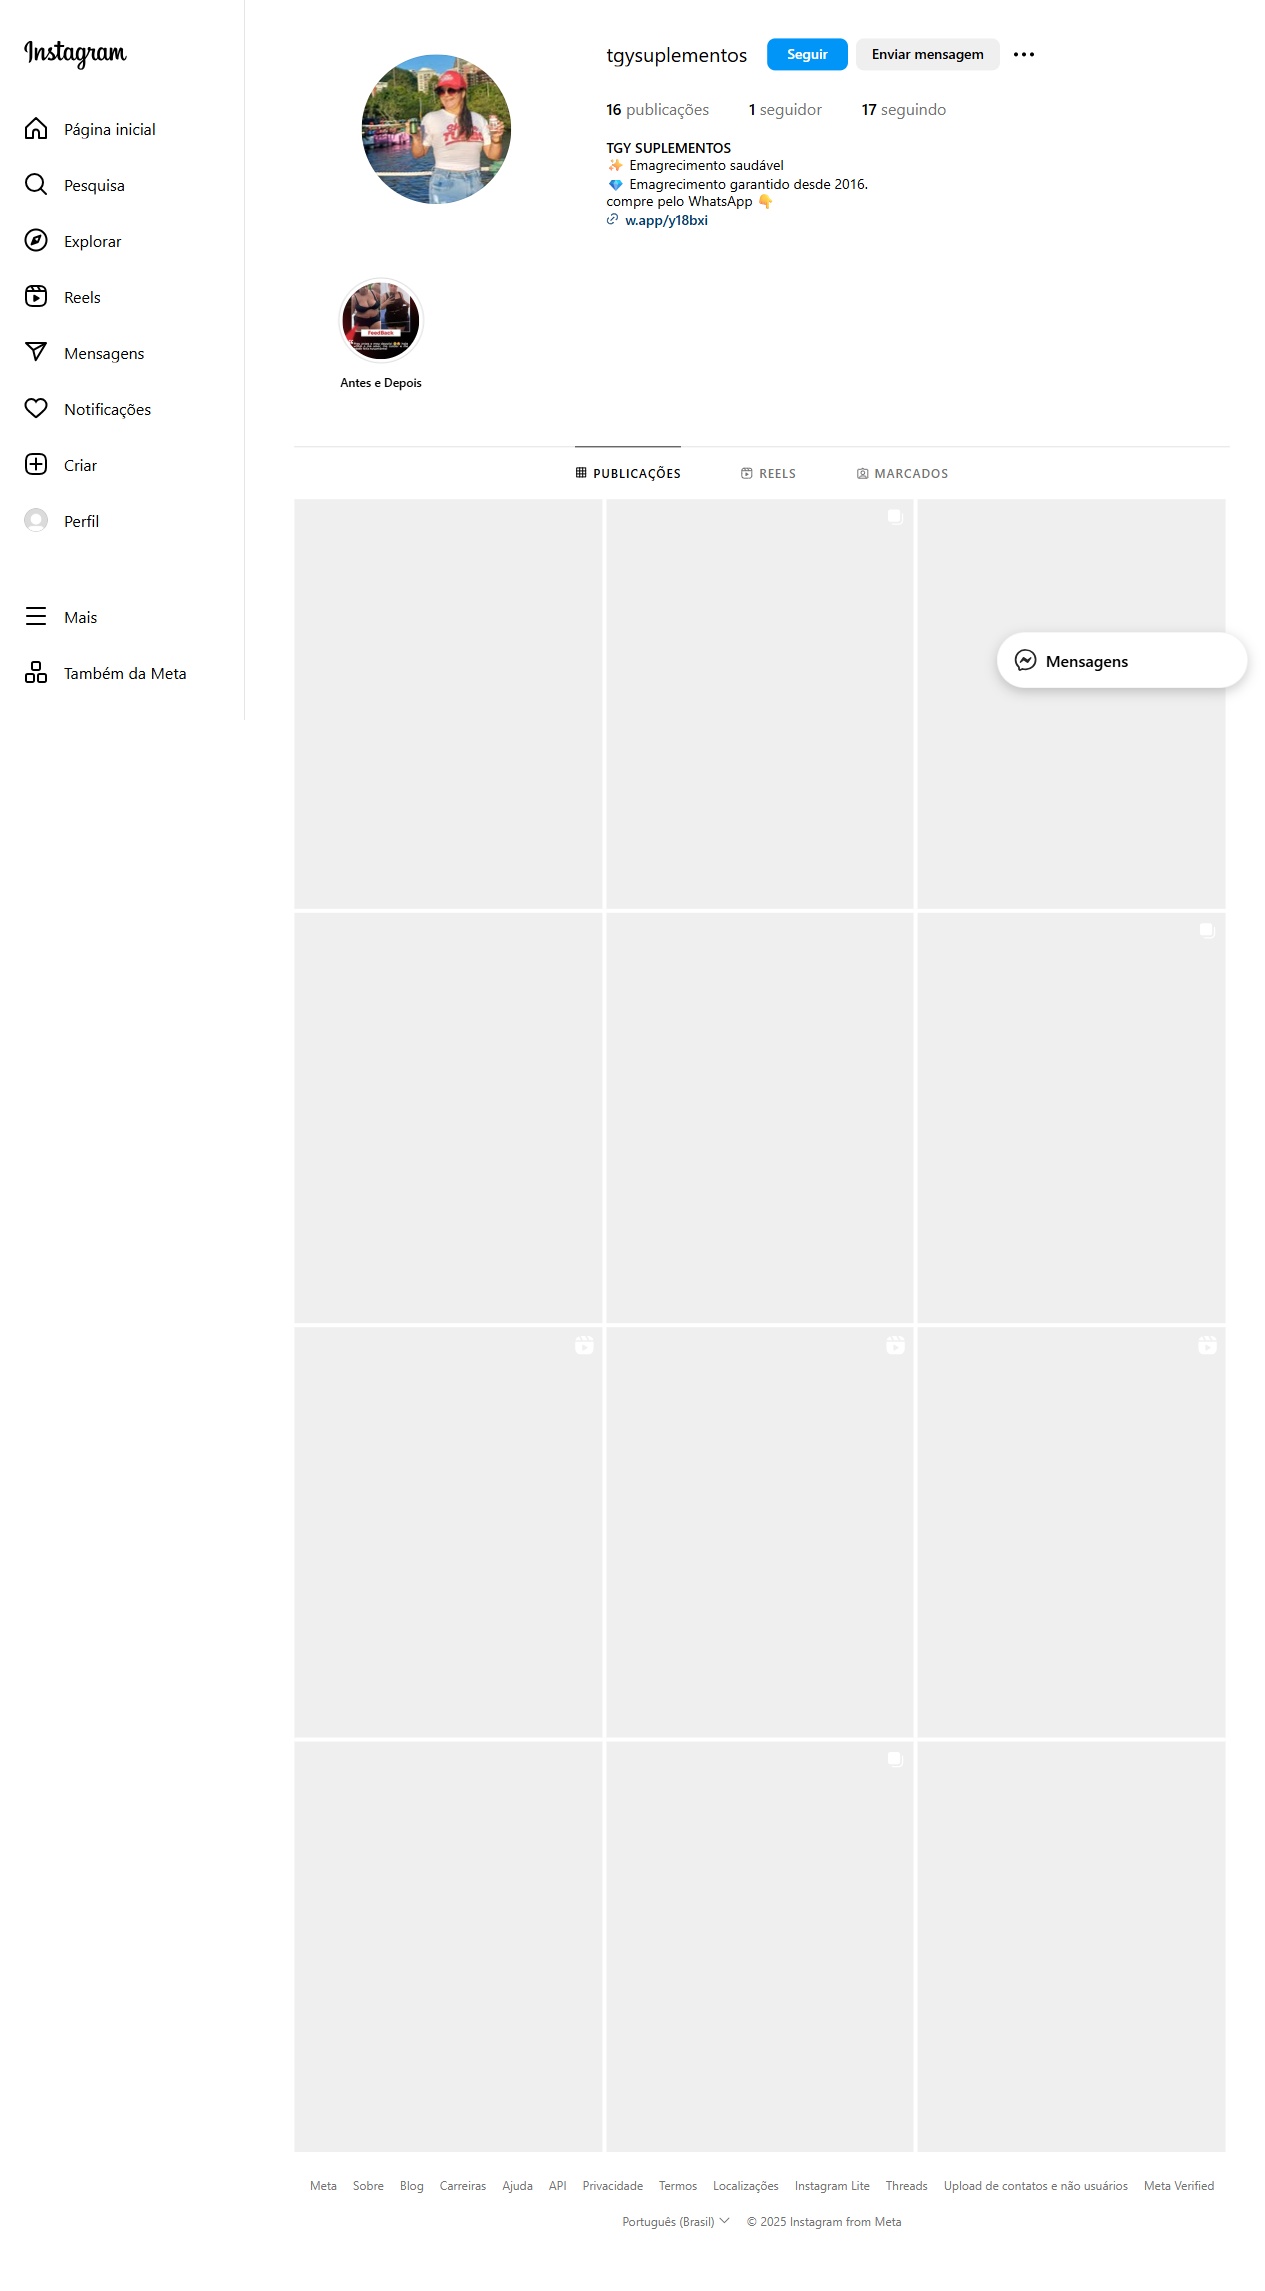 Instagram
Página inicial
Pesquisa
Explorar
Reels
Mensagens
Notificações
Criar
Perfil
Mais
Também da Meta
tgysuplementos
Seguir
Enviar mensagem
16 publicações
1 seguidor
17 seguindo
TGY SUPLEMENTOS
✨ Emagrecimento saudável
💎 Emagrecimento garantido desde 2016.
compre pelo WhatsApp 👇
w.app/y18bxi
FeedBack
Antes e Depois
PUBLICAÇÕES
REELS
MARCADOS
Mensagens
Meta Sobre Blog Carreiras Ajuda API Privacidade Termos Localizações Instagram Lite Threads Upload de contatos e não usuários Meta Verified
Português (Brasil) © 2025 Instagram from Meta